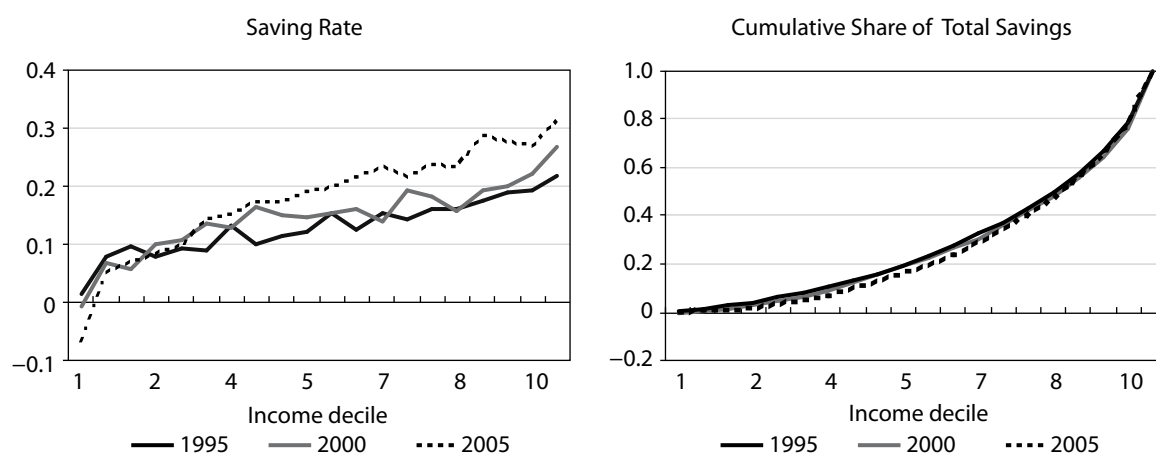 Saving Rate
0.4
0.3
0.2
0.1
0
−0.1
1 2 4 5 7 8 10
Income decile
1995 2000 2005
Cumulative Share of Total Savings
1.0
0.8
0.6
0.4
0.2
0
−0.2
1 2 4 5 7 8 10
Income decile
1995 2000 2005